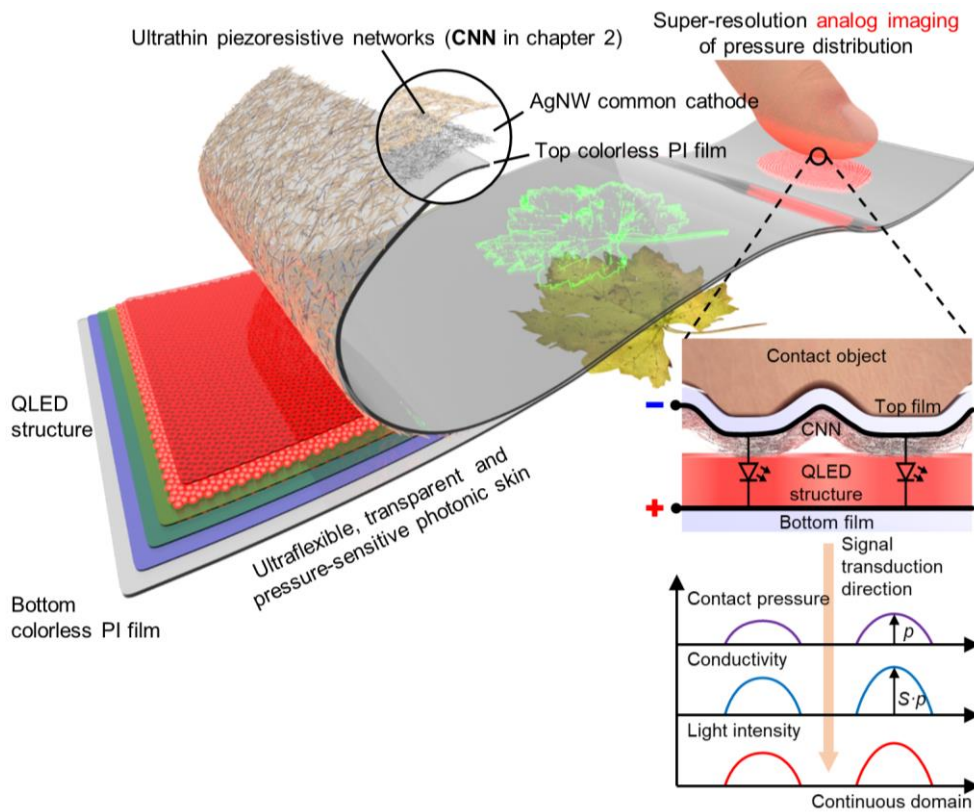 Ultrathin piezoresistive networks (CNN in chapter 2)
AgNW common cathode
Top colorless PI film
Super-resolution analog imaging
of pressure distribution
QLED
structure
Bottom
colorless PI film
Ultraflexible, transparent and
pressure-sensitive photonic skin
Contact object
Top film
CNN
QLED
structure
Bottom film
−
+
Signal
transduction
direction
Contact pressure
p
Conductivity
S·p
Light intensity
Continuous domain